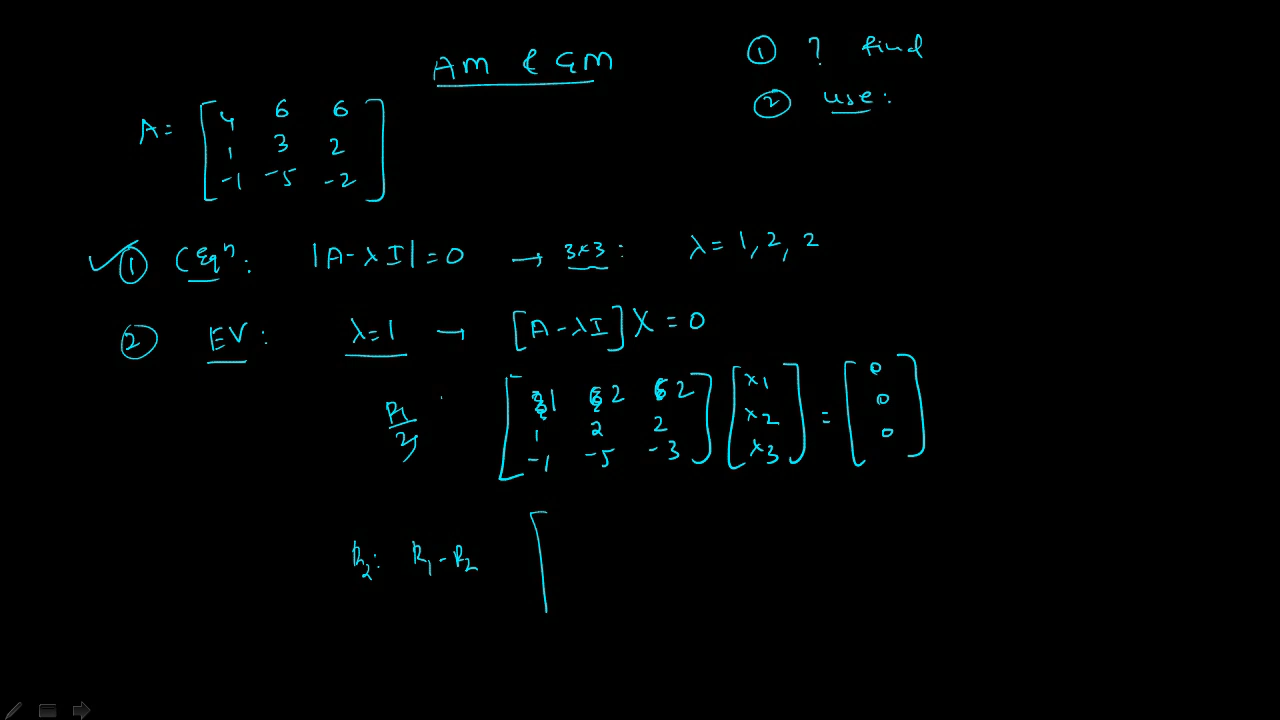 AM & GM
① ? find
② use:
A = [4 6 6
1 3 2
-1 -5 -2]
✓① CEqⁿ: |A-λI| = 0 → 3×3: λ = 1, 2, 2
② EV: λ=1 → [A-λI] X = 0
R₁/3 : [1 2 2
1 2 2
-1 -5 -3] [x1
x2
x3] = [0
0
0]
R₂: R₁-R₂ [